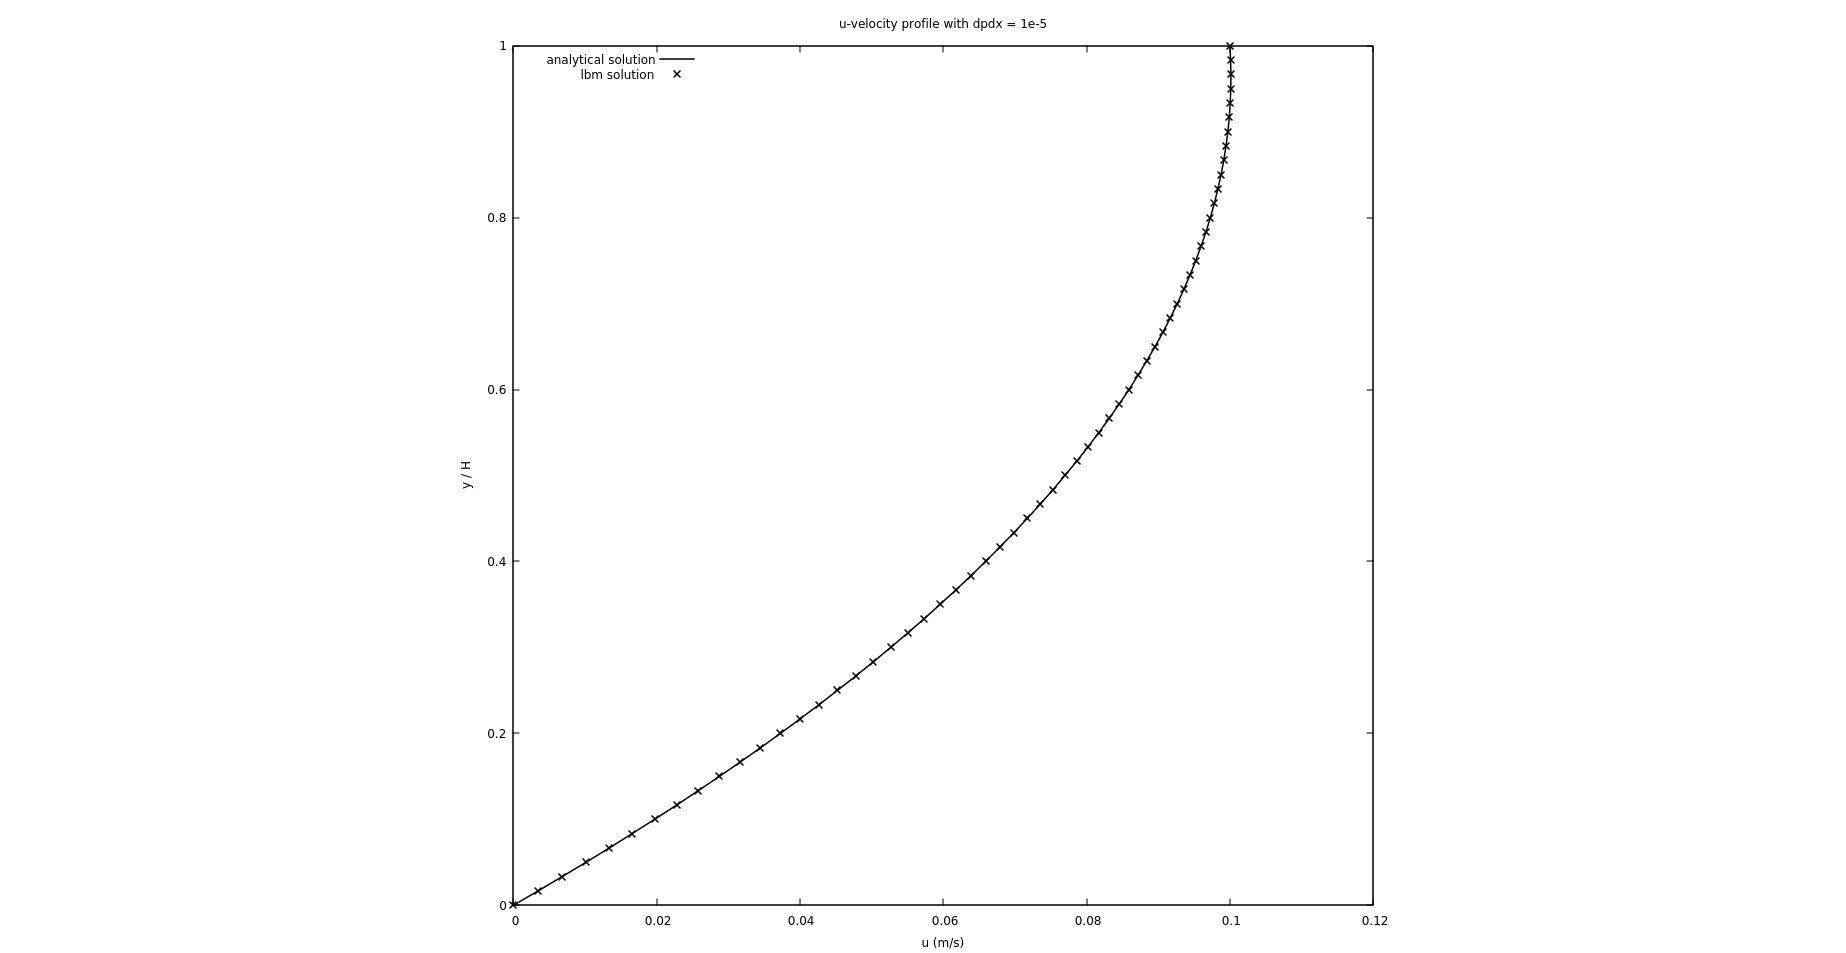 u-velocity profile with dpdx = 1e-5
1
analytical solution
lbm solution
0.8
0.6
y / H
0.4
0.2
0
0 0.02 0.04 0.06 0.08 0.1 0.12
u (m/s)